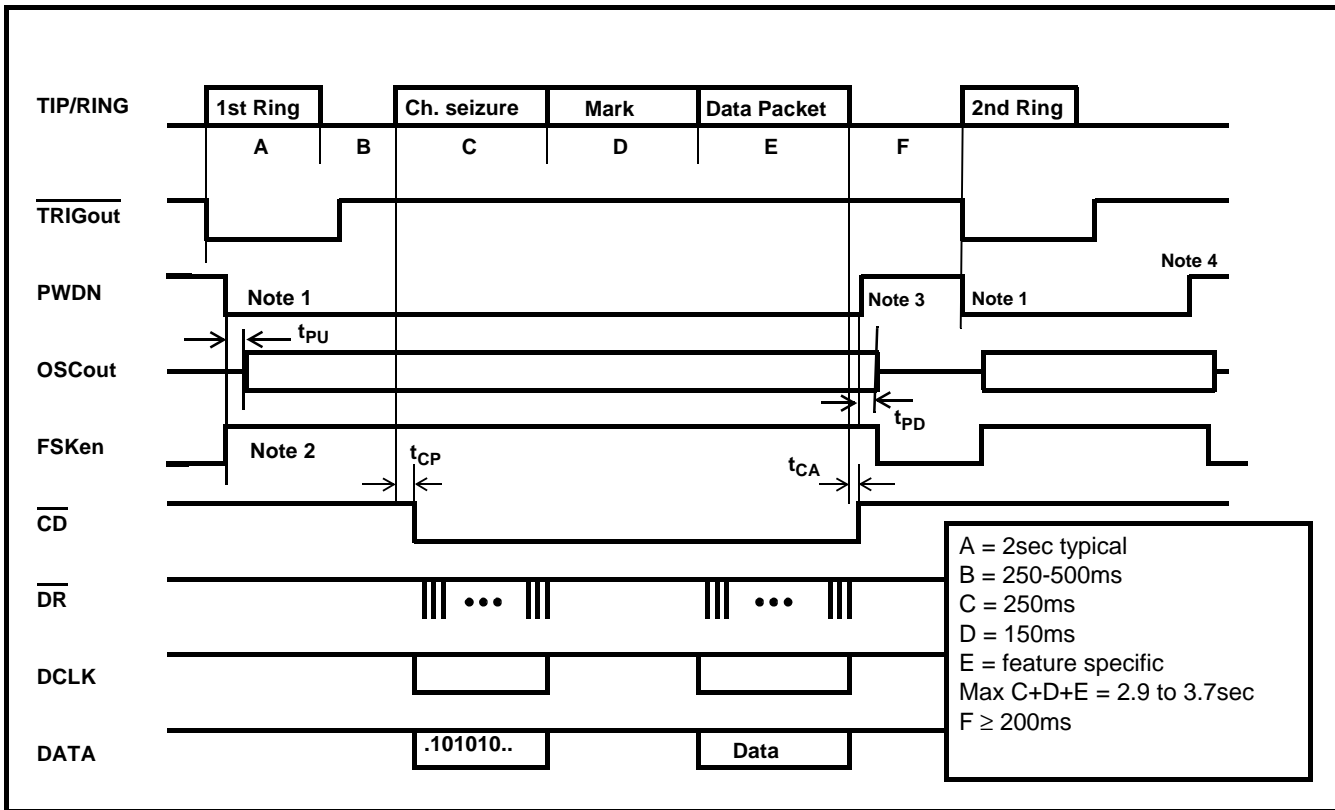 TIP/RING 1st Ring Ch. seizure Mark Data Packet 2nd Ring
A B C D E F
TRIGout
PWDN Note 1 Note 3 Note 1 Note 4
tPU
OSCout
tPD
FSKen Note 2
tCP tCA
CD
DR
DCLK
DATA .101010.. Data
A = 2sec typical
B = 250-500ms
C = 250ms
D = 150ms
E = feature specific
Max C+D+E = 2.9 to 3.7sec
F ≥ 200ms